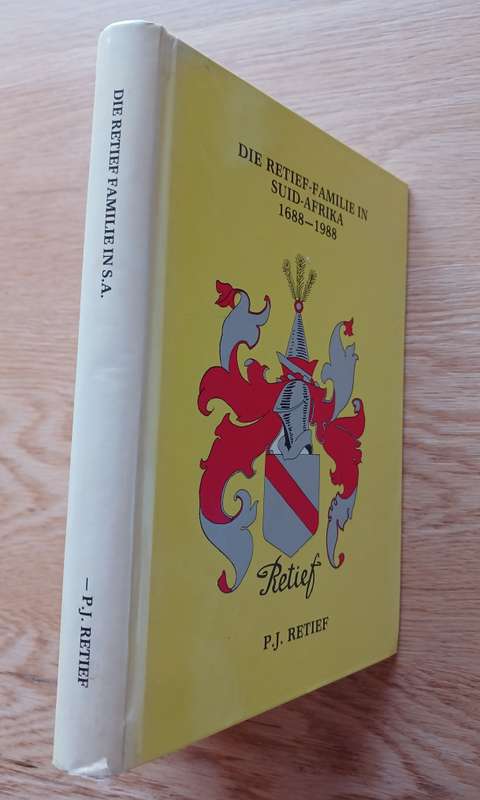 DIE RETIEF FAMILIE IN S.A.
– P.J. RETIEF
DIE RETIEF-FAMILIE IN
SUID-AFRIKA
1688–1988
Retief
P.J. RETIEF